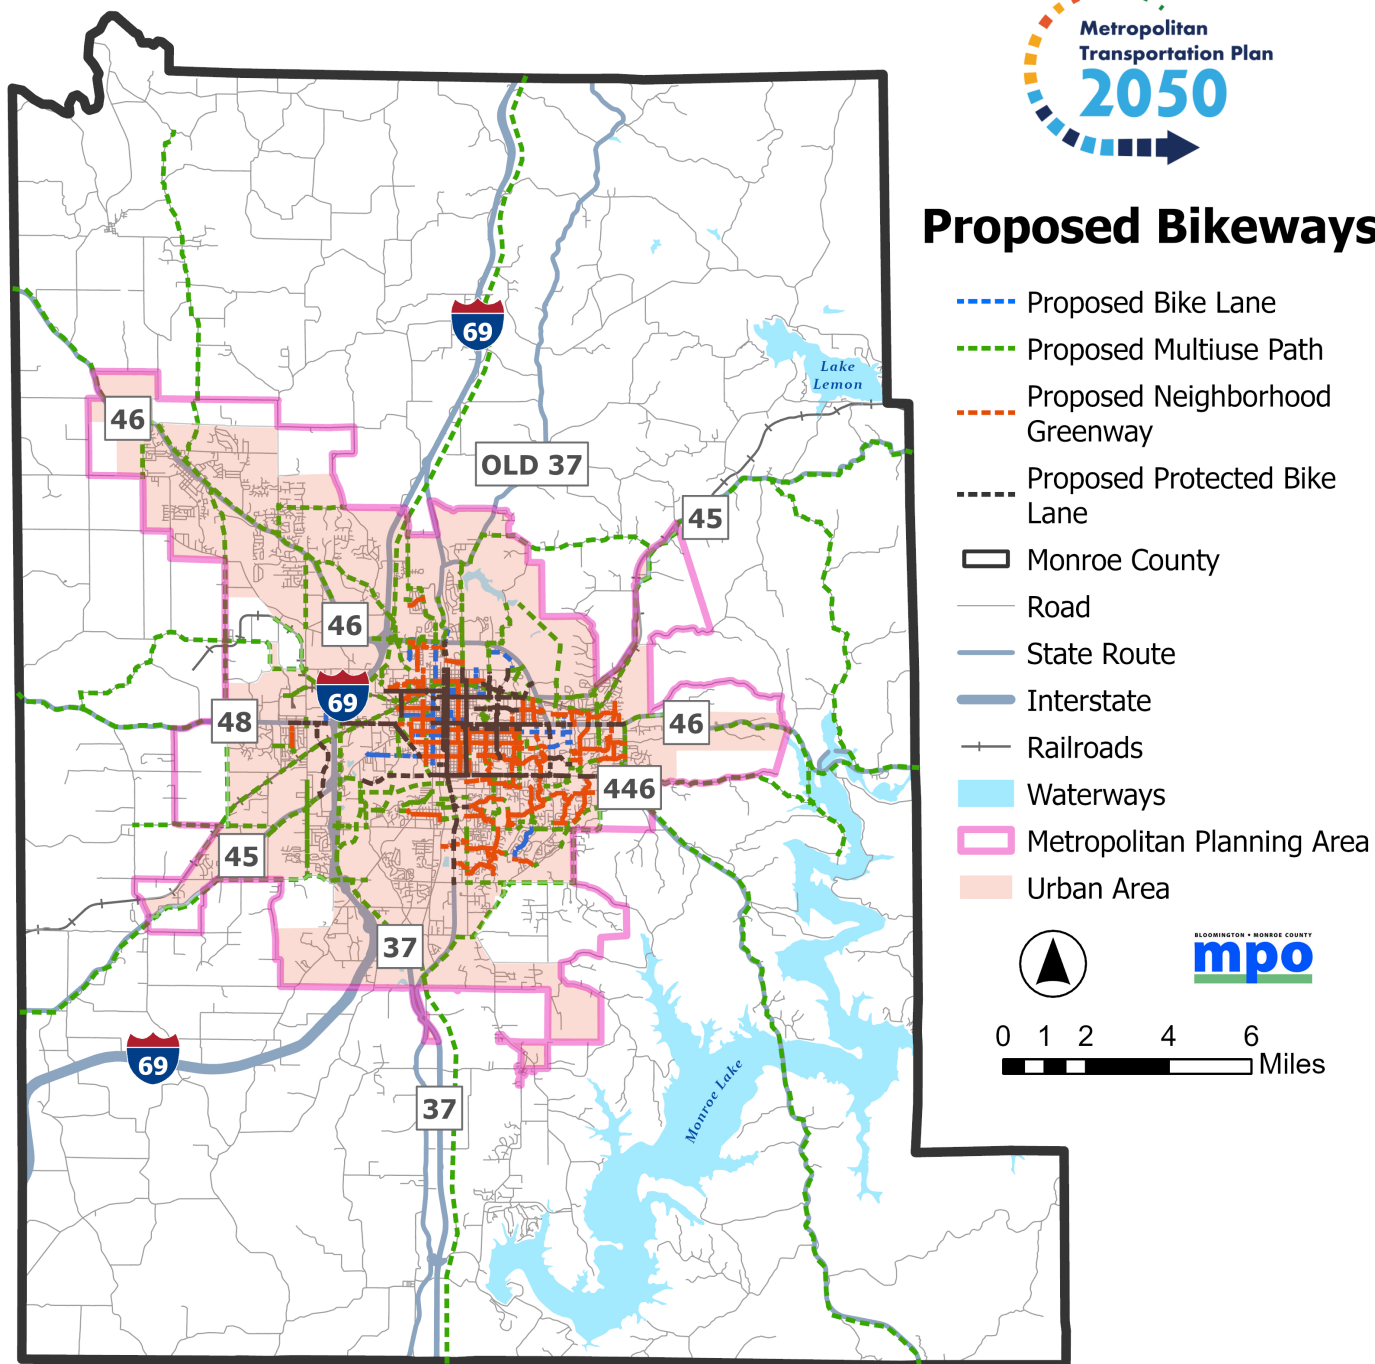 Metropolitan
Transportation Plan
2050
Proposed Bikeways
Proposed Bike Lane
Proposed Multiuse Path
Proposed Neighborhood
Greenway
Proposed Protected Bike
Lane
Monroe County
Road
State Route
Interstate
Railroads
Waterways
Metropolitan Planning Area
Urban Area
BLOOMINGTON • MONROE COUNTY
mpo
0 1 2 4 6
Miles
69
Lake
Lemon
46
OLD 37
45
46
69
48
46
446
45
37
69
37
Monroe Lake